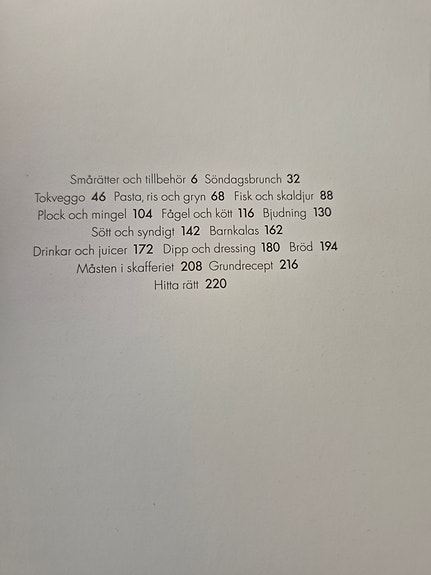 Smårätter och tillbehör 6 Söndagsbrunch 32
Tokveggo 46 Pasta, ris och gryn 68 Fisk och skaldjur 88
Plock och mingel 104 Fågel och kött 116 Bjudning 130
Sött och syndigt 142 Barnkalas 162
Drinkar och juicer 172 Dipp och dressing 180 Bröd 194
Måsten i skafferiet 208 Grundrecept 216
Hitta rätt 220